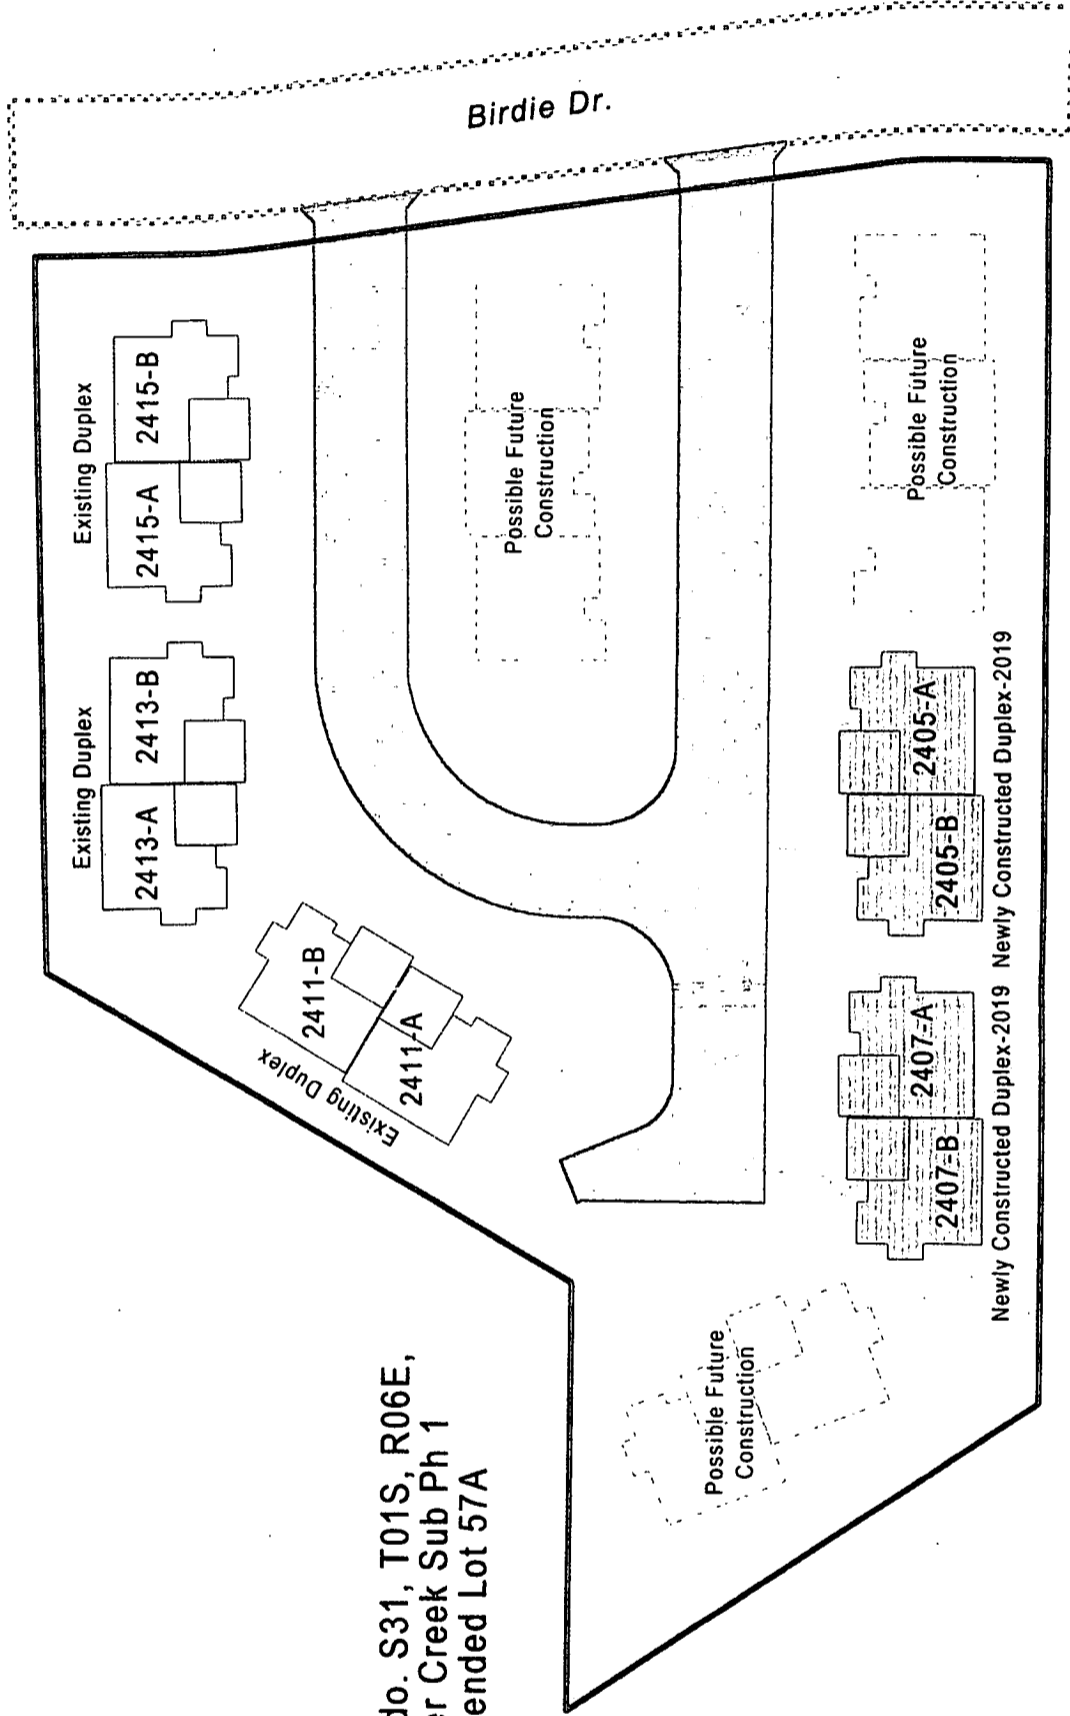 Birdie Dr.
Existing Duplex
2415-A
2415-B
Existing Duplex
2413-A
2413-B
Existing Duplex
2411-A
2411-B
Possible Future
Construction
Possible Future
Construction
2405-B
2405-A
Newly Constructed Duplex-2019
2407-B
2407-A
Newly Constructed Duplex-2019
Possible Future
Construction
do. S31, T01S, R06E,
er Creek Sub Ph 1
ended Lot 57A